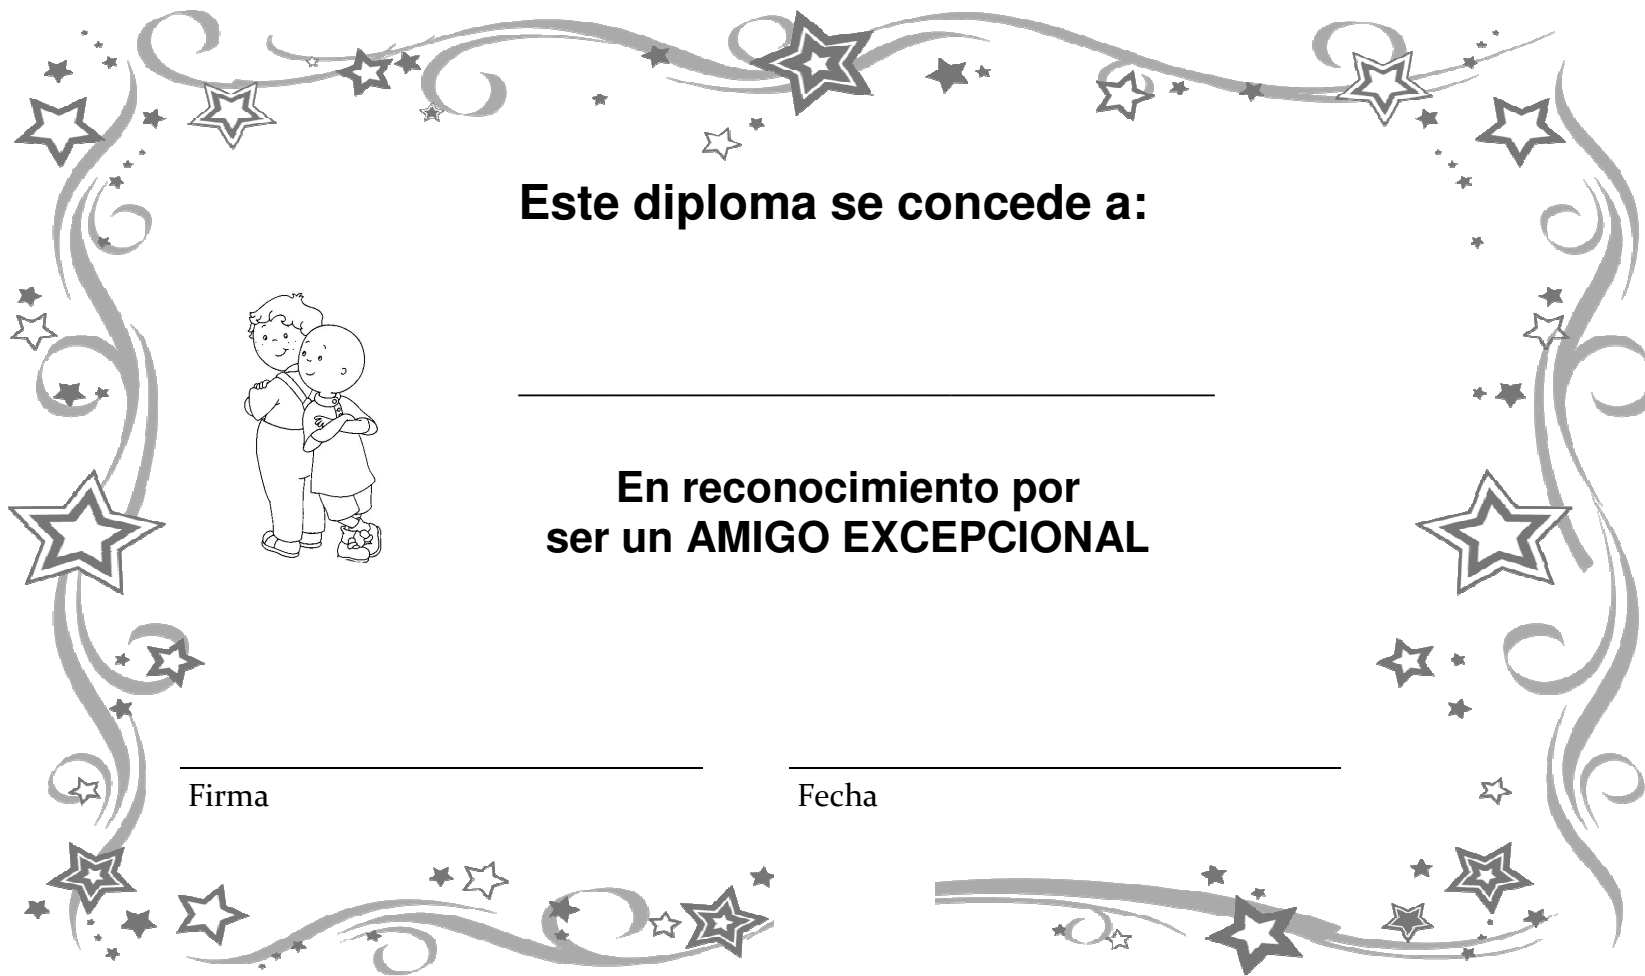 Este diploma se concede a:
En reconocimiento por
ser un AMIGO EXCEPCIONAL
Firma
Fecha